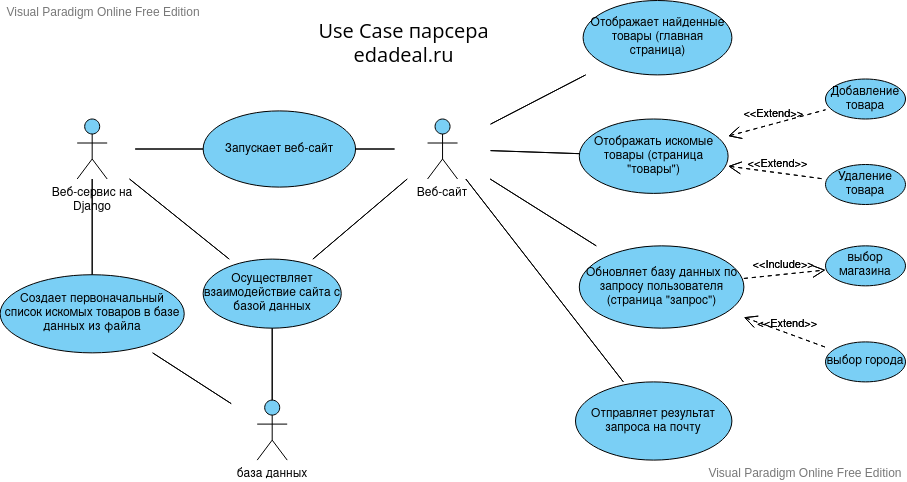 Visual Paradigm Online Free Edition
Use Case парсера
edadeal.ru
Отображает найденные
товары (главная
страница)
Добавление
товара
<<Extend>>
Запускает веб-сайт
Отображать искомые
товары (страница
"товары")
<<Extend>>
Удаление
товара
Веб-сервис на
Django
Веб-сайт
Создает первоначальный
список искомых товаров в базе
данных из файла
Осуществляет
взаимодействие сайта с
базой данных
Обновляет базу данных по
запросу пользователя
(страница "запрос")
<<Include>>
выбор
магазина
<<Extend>>
выбор города
Отправляет результат
запроса на почту
база данных
Visual Paradigm Online Free Edition